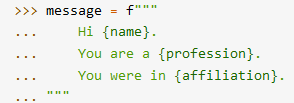 >>> message = f"""
...     Hi {name}.
...     You are a {profession}.
...     You were in {affiliation}.
... """